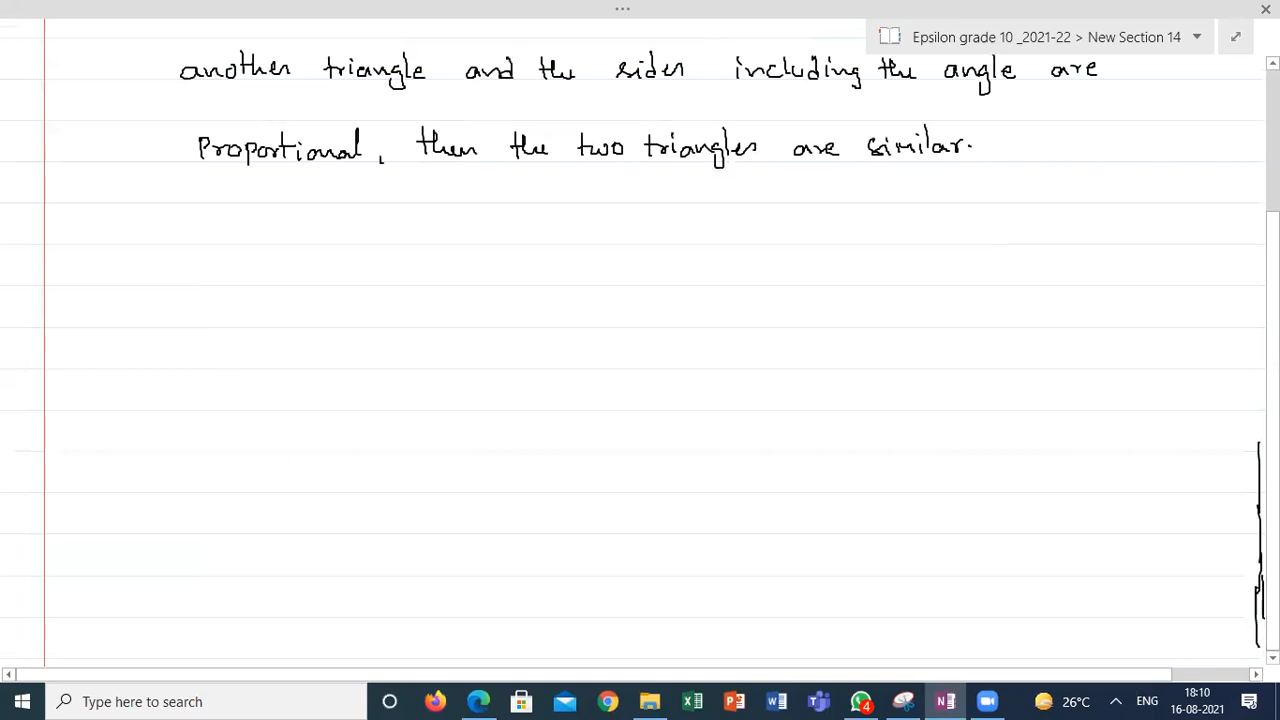 Epsilon grade 10 _2021-22 > New Section 14
another triangle and the sides including the angle are
Proportional, then the two triangles are similar.
Type here to search
4
26°C
ENG
18:10
16-08-2021